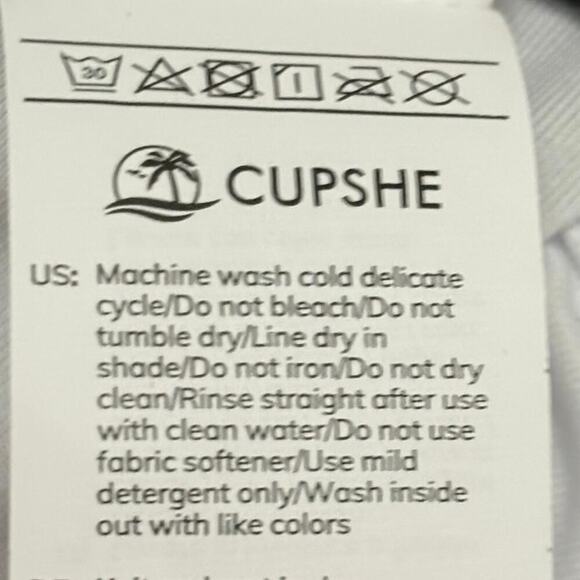 30
CUPSHE
US: Machine wash cold delicate
cycle/Do not bleach/Do not
tumble dry/Line dry in
shade/Do not iron/Do not dry
clean/Rinse straight after use
with clean water/Do not use
fabric softener/Use mild
detergent only/Wash inside
out with like colors